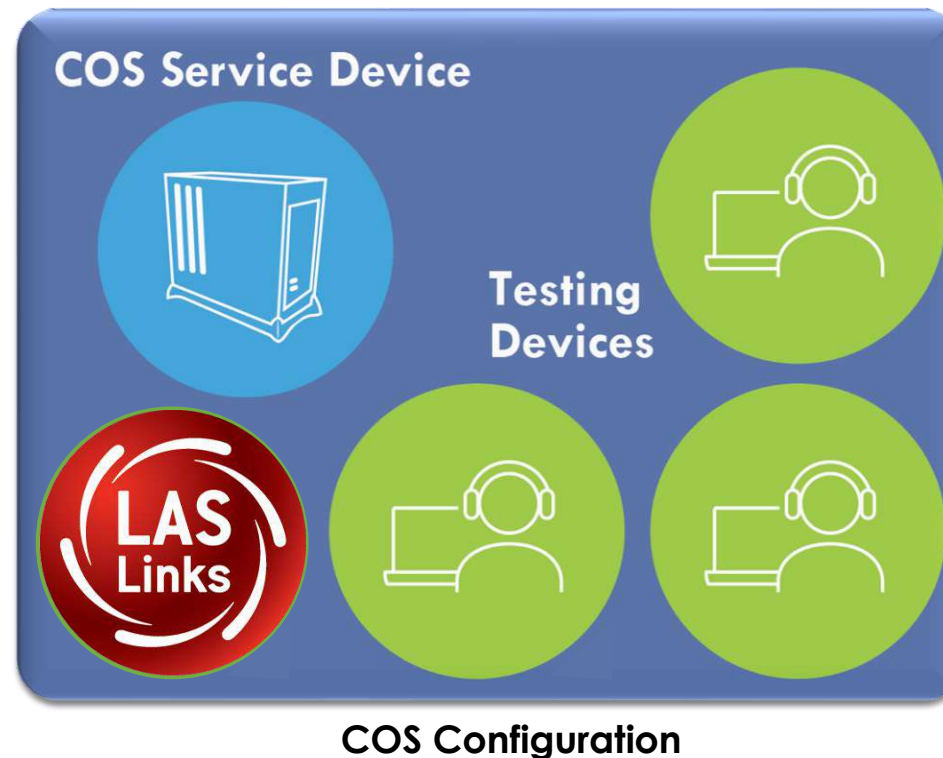 COS Service Device
Testing
Devices
LAS
Links
COS Configuration